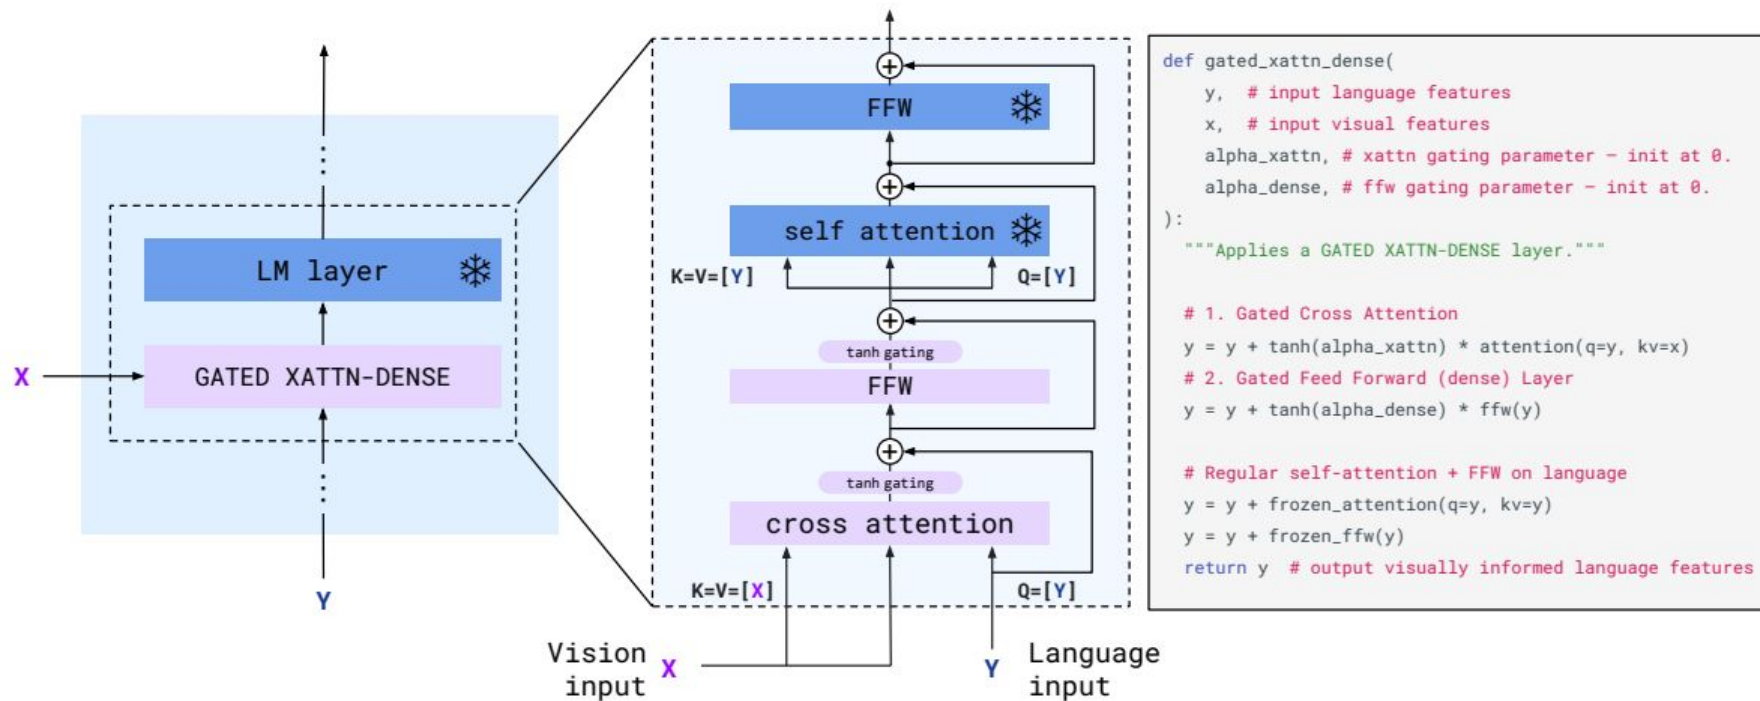 LM layer
GATED XATTN-DENSE
X
Y
FFW
self attention
K=V=[Y]
Q=[Y]
tanh gating
FFW
tanh gating
cross attention
K=V=[X]
Q=[Y]
Vision
input
X
Y
Language
input
def gated_xattn_dense(
y,  # input language features
x,  # input visual features
alpha_xattn, # xattn gating parameter – init at 0.
alpha_dense, # ffw gating parameter – init at 0.
):
"""Applies a GATED XATTN-DENSE layer."""
# 1. Gated Cross Attention
y = y + tanh(alpha_xattn) * attention(q=y, kv=x)
# 2. Gated Feed Forward (dense) Layer
y = y + tanh(alpha_dense) * ffw(y)
# Regular self-attention + FFW on language
y = y + frozen_attention(q=y, kv=y)
y = y + frozen_ffw(y)
return y  # output visually informed language features